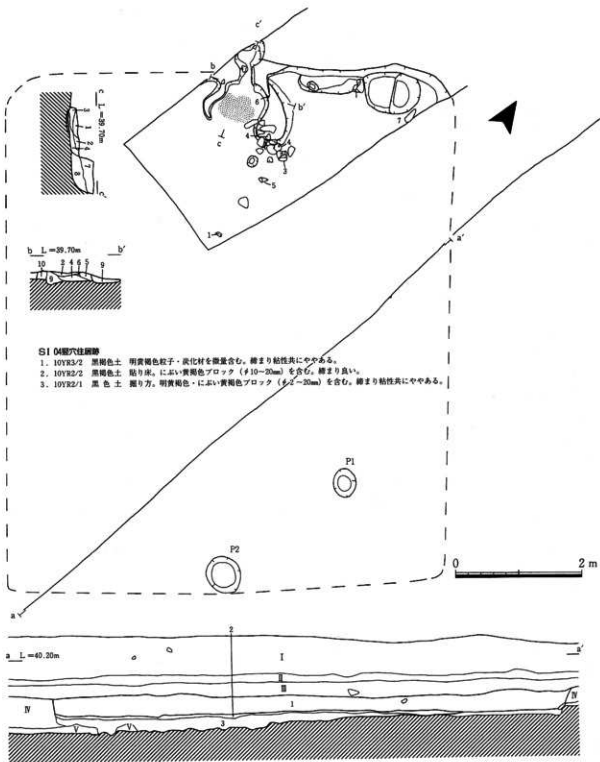 c'
b
c
L=39.70m
1
2
4
7
8
c'
3
6
b'
c
4
4
3
5
1
7
1
a'
b L=39.70m b'
10 2 4 6 5 9
9
SI 04竪穴住居跡
1. 10YR3/2 黒褐色土 明黄褐色粒子・炭化材を微量含む。締まり粘性共にややある。
2. 10YR2/2 黒褐色土 貼り床。にぶい黄褐色ブロック(φ10～20㎜)を含む。締まり良い。
3. 10YR2/1 黒色土 掘り方。明黄褐色・にぶい黄褐色ブロック(φ2～20㎜)を含む。締まり粘性共にややある。
P1
P2
0 2 m
a
2
a L=40.20m I a'
II
III
IV 1 IV
V V 3